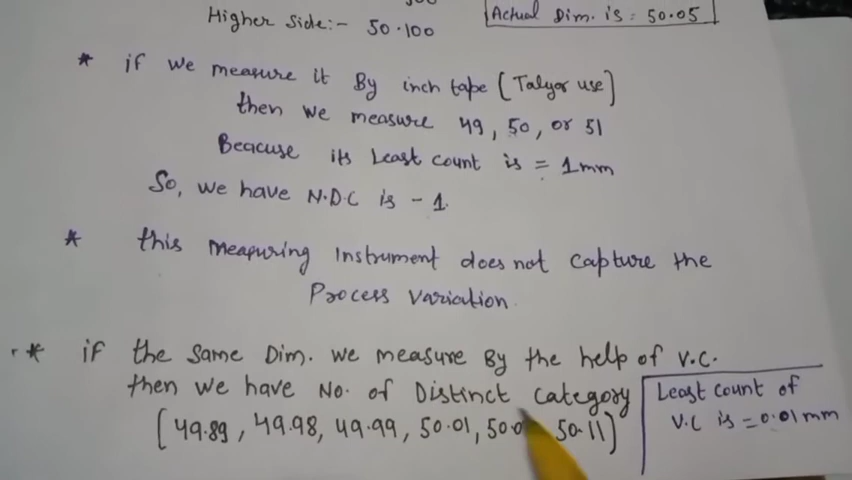 Higher Side:- 50.100
Actual Dim. is = 50.05
* if we measure it By inch tape [Talyor use]
then we measure 49, 50, or 51
Beacuse its Least count is = 1mm
So, we have N.D.C is - 1.
* this measuring instrument does not capture the
Process variation.
* if the same Dim. we measure By the help of V.C.
then we have No. of Distinct category
[49.89, 49.98, 49.99, 50.01, 50.11]
Least count of
V.C is = 0.01mm